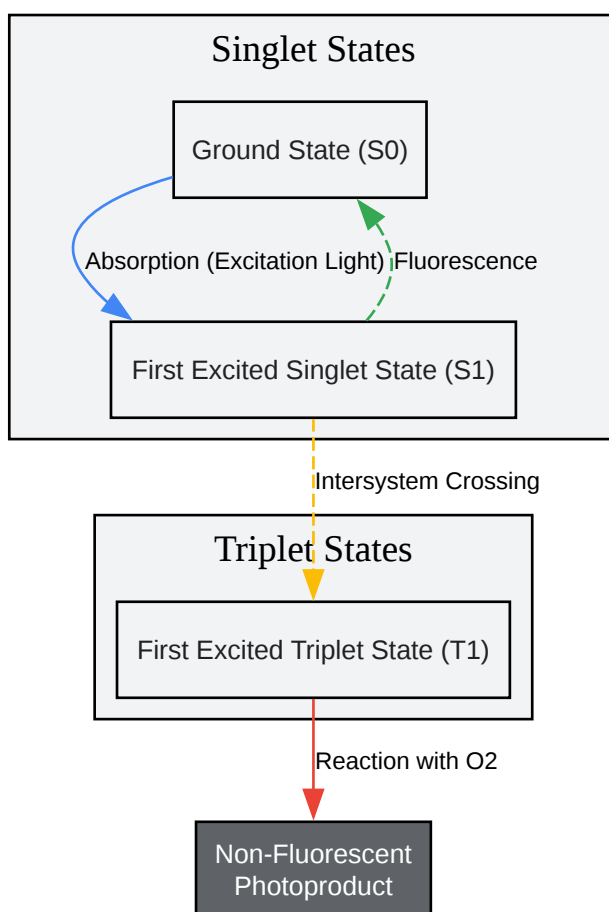 Singlet States
Ground State (S0)
Absorption (Excitation Light)
Fluorescence
First Excited Singlet State (S1)
Intersystem Crossing
Triplet States
First Excited Triplet State (T1)
Reaction with O2
Non-Fluorescent
Photoproduct